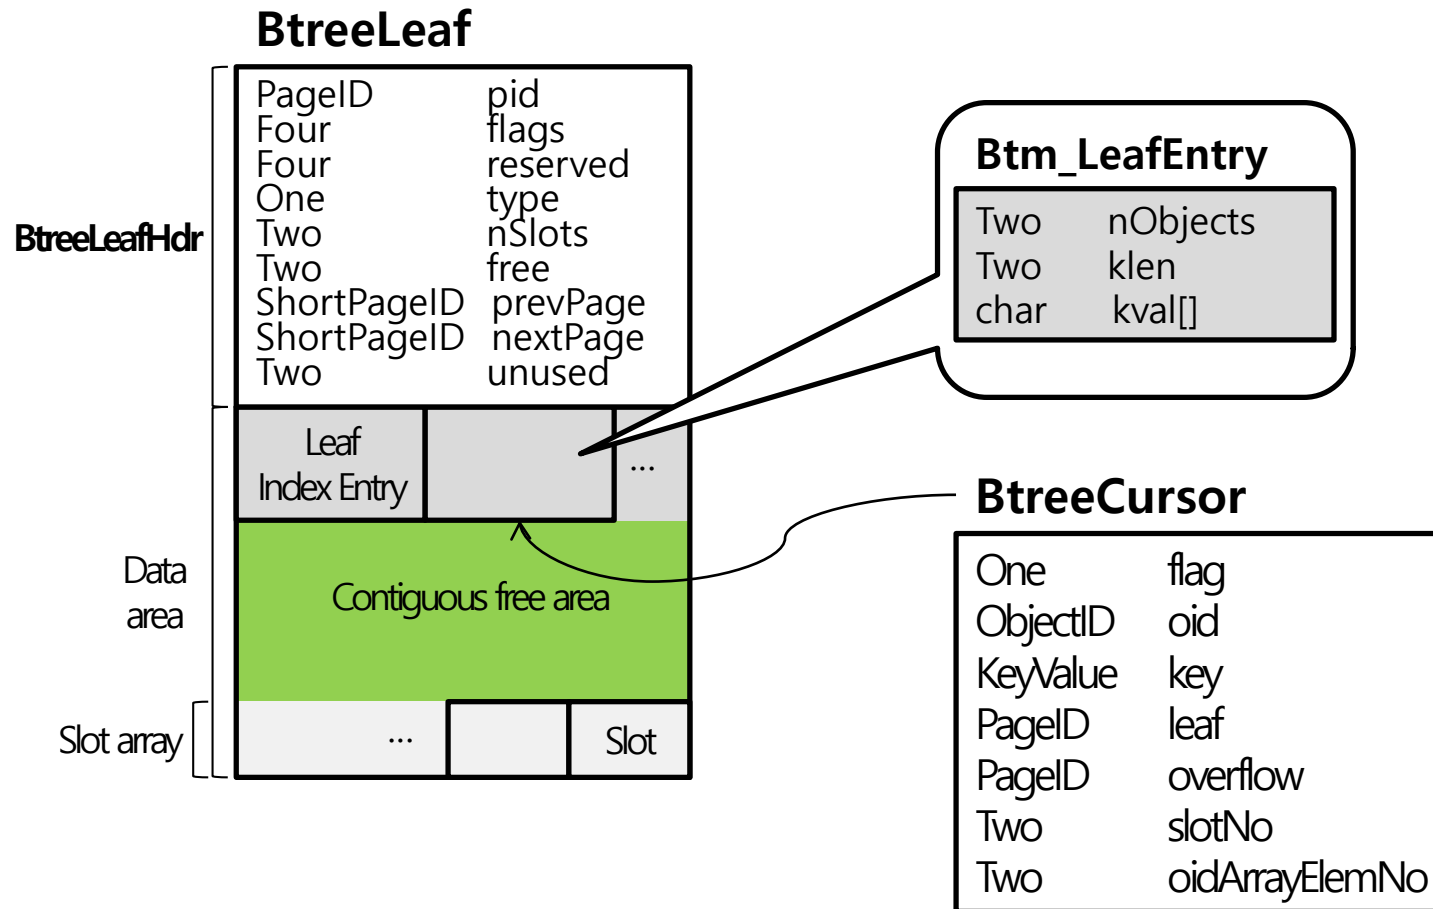 BtreeLeaf
BtreeLeafHdr
PageID pid
Four flags
Four reserved
One type
Two nSlots
Two free
ShortPageID prevPage
ShortPageID nextPage
Two unused
Leaf
Index Entry
...
Data
area
Contiguous free area
Slot array
...
Slot
Btm_LeafEntry
Two nObjects
Two klen
char kval[]
BtreeCursor
One flag
ObjectID oid
KeyValue key
PageID leaf
PageID overflow
Two slotNo
Two oidArrayElemNo